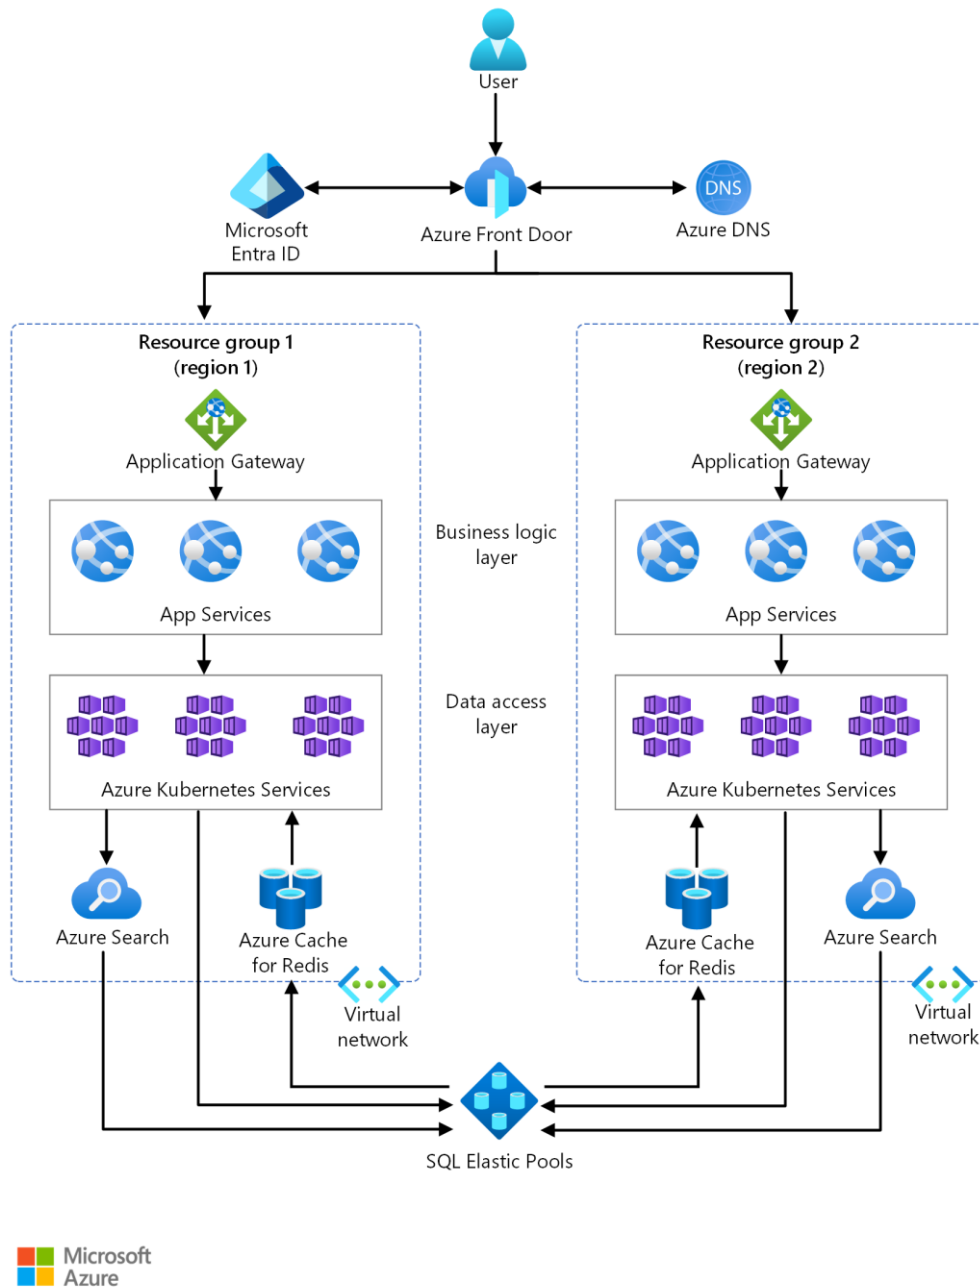 User
Microsoft
Entra ID
Azure Front Door
DNS
Azure DNS
Resource group 1
(region 1)
Resource group 2
(region 2)
Application Gateway
Application Gateway
App Services
Business logic
layer
App Services
Azure Kubernetes Services
Data access
layer
Azure Kubernetes Services
Azure Search
Azure Cache
for Redis
Azure Cache
for Redis
Azure Search
Virtual
network
Virtual
network
SQL Elastic Pools
Microsoft
Azure